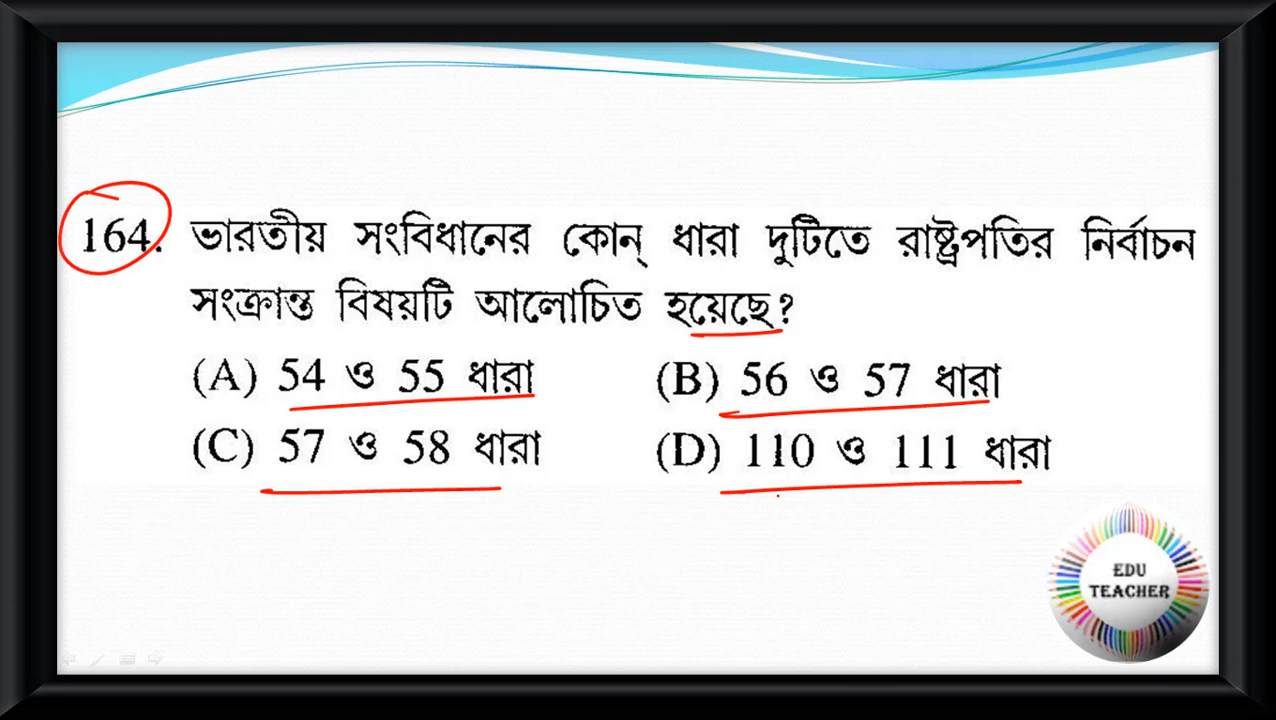 164. ভারতীয় সংবিধানের কোন্ ধারা দুটিতে রাষ্ট্রপতির নির্বাচন
সংক্রান্ত বিষয়টি আলোচিত হয়েছে?
(A) 54 ও 55 ধারা (B) 56 ও 57 ধারা
(C) 57 ও 58 ধারা (D) 110 ও 111 ধারা
EDU
TEACHER